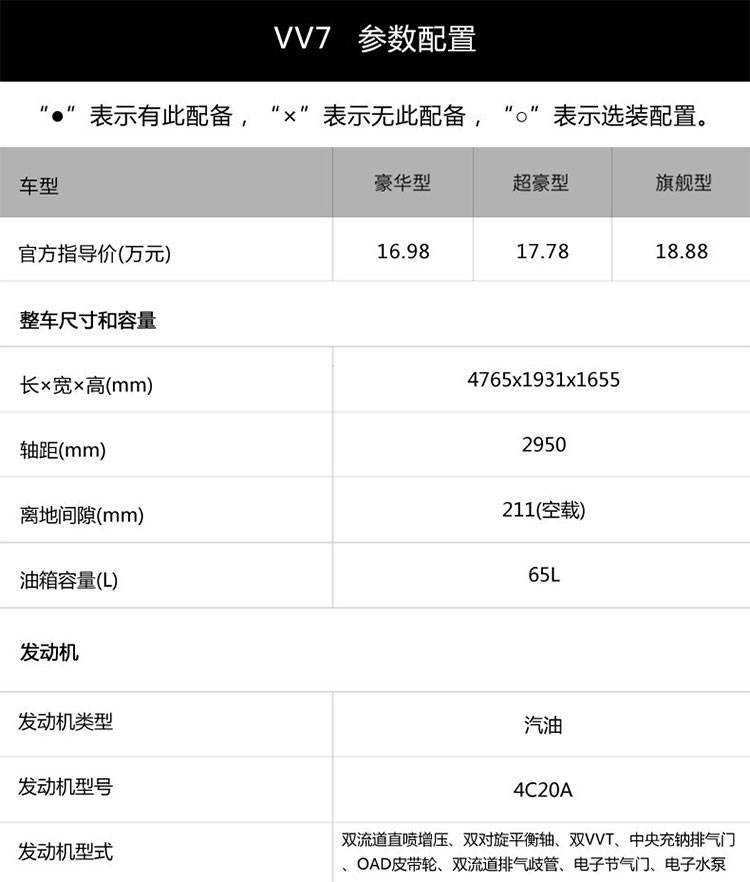 VV7 参数配置
“●”表示有此配备，“×”表示无此配备，“○”表示选装配置。
车型 豪华型 超豪型 旗舰型
官方指导价(万元) 16.98 17.78 18.88
整车尺寸和容量
长×宽×高(mm) 4765x1931x1655
轴距(mm) 2950
离地间隙(mm) 211(空载)
油箱容量(L) 65L
发动机
发动机类型 汽油
发动机型号 4C20A
发动机型式 双流道直喷增压、双对旋平衡轴、双VVT、中央充钠排气门
、OAD皮带轮、双流道排气歧管、电子节气门、电子水泵